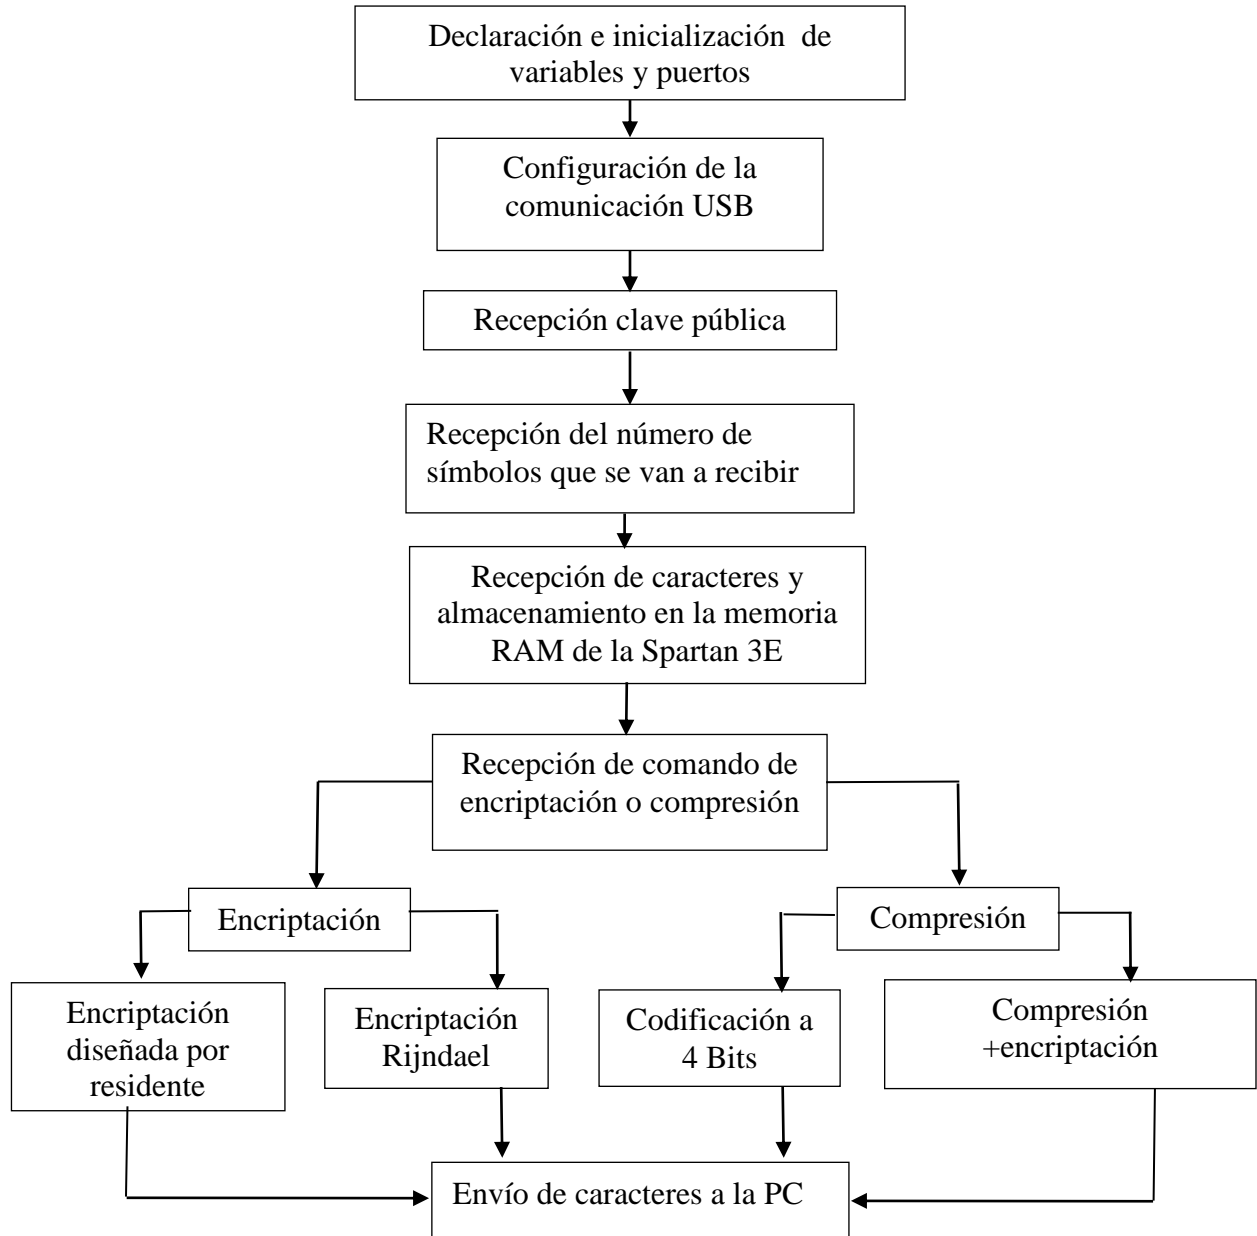 Declaración e inicialización  de
variables y puertos
Configuración de la
comunicación USB
Recepción clave pública
Recepción del número de
símbolos que se van a recibir
Recepción de caracteres y
almacenamiento en la memoria
RAM de la Spartan 3E
Recepción de comando de
encriptación o compresión
Encriptación
Compresión
Encriptación
diseñada por
residente
Encriptación
Rijndael
Codificación a
4 Bits
Compresión
+encriptación
Envío de caracteres a la PC